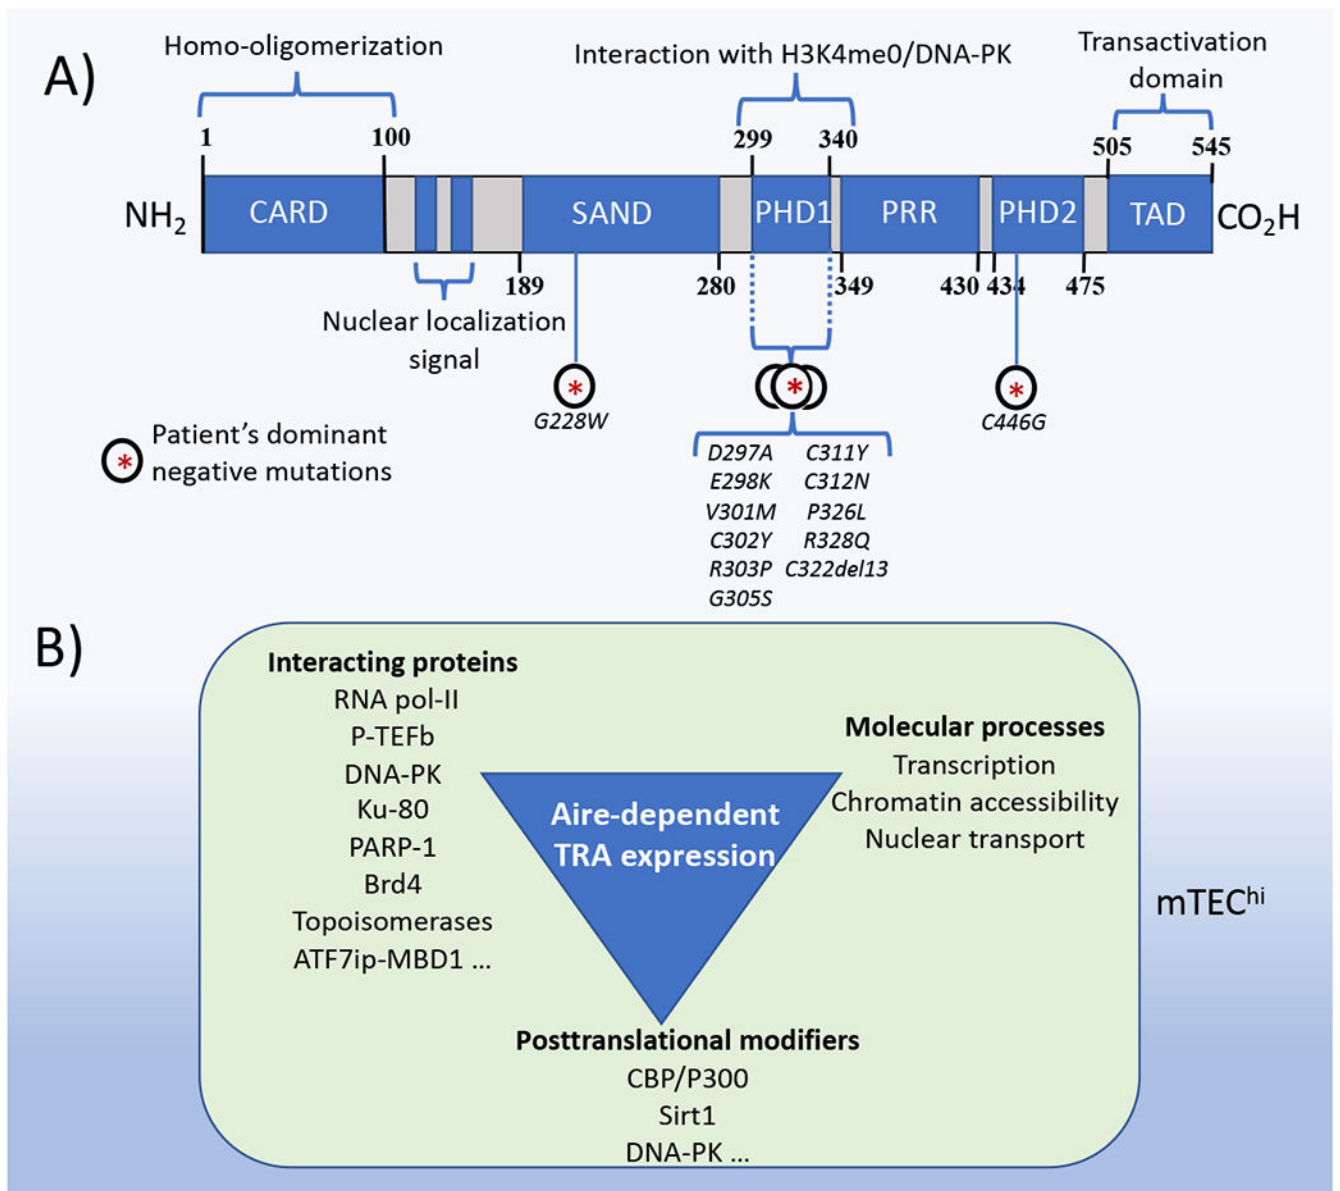 A)
Homo-oligomerization
Interaction with H3K4me0/DNA-PK
Transactivation
domain
1
100
299
340
505
545
NH2
CARD
SAND
PHD1
PRR
PHD2
TAD
CO2H
189
280
349
430
434
475
Nuclear localization
signal
*
*
*
G228W
C446G
*
Patient’s dominant
negative mutations
D297A
E298K
V301M
C302Y
R303P
G305S
C311Y
C312N
P326L
R328Q
C322del13
B)
Interacting proteins
RNA pol-II
P-TEFb
DNA-PK
Ku-80
PARP-1
Brd4
Topoisomerases
ATF7ip-MBD1 ...
Aire-dependent
TRA expression
Molecular processes
Transcription
Chromatin accessibility
Nuclear transport
mTEChi
Posttranslational modifiers
CBP/P300
Sirt1
DNA-PK ...